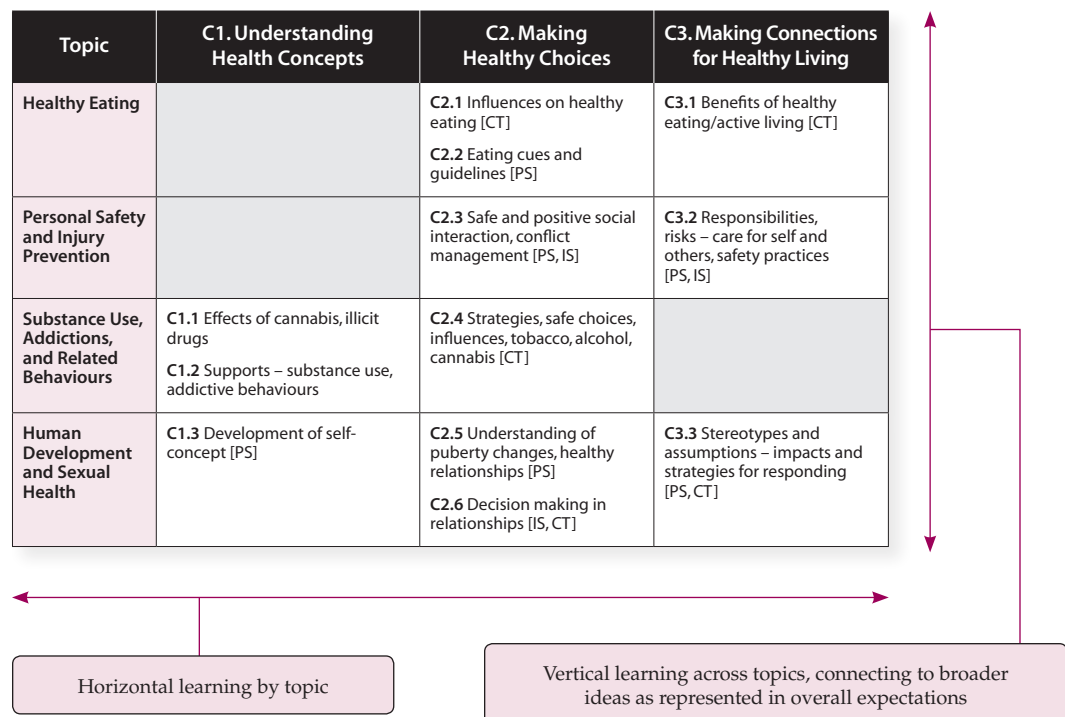 Topic
C1. Understanding
Health Concepts
C2. Making
Healthy Choices
C3. Making Connections
for Healthy Living
Healthy Eating
C2.1 Influences on healthy
eating [CT]
C2.2 Eating cues and
guidelines [PS]
C3.1 Benefits of healthy
eating/active living [CT]
Personal Safety
and Injury
Prevention
C2.3 Safe and positive social
interaction, conflict
management [PS, IS]
C3.2 Responsibilities,
risks – care for self and
others, safety practices
[PS, IS]
Substance Use,
Addictions,
and Related
Behaviours
C1.1 Effects of cannabis, illicit
drugs
C1.2 Supports – substance use,
addictive behaviours
C2.4 Strategies, safe choices,
influences, tobacco, alcohol,
cannabis [CT]
Human
Development
and Sexual
Health
C1.3 Development of self-
concept [PS]
C2.5 Understanding of
puberty changes, healthy
relationships [PS]
C2.6 Decision making in
relationships [IS, CT]
C3.3 Stereotypes and
assumptions – impacts and
strategies for responding
[PS, CT]
Horizontal learning by topic
Vertical learning across topics, connecting to broader
ideas as represented in overall expectations